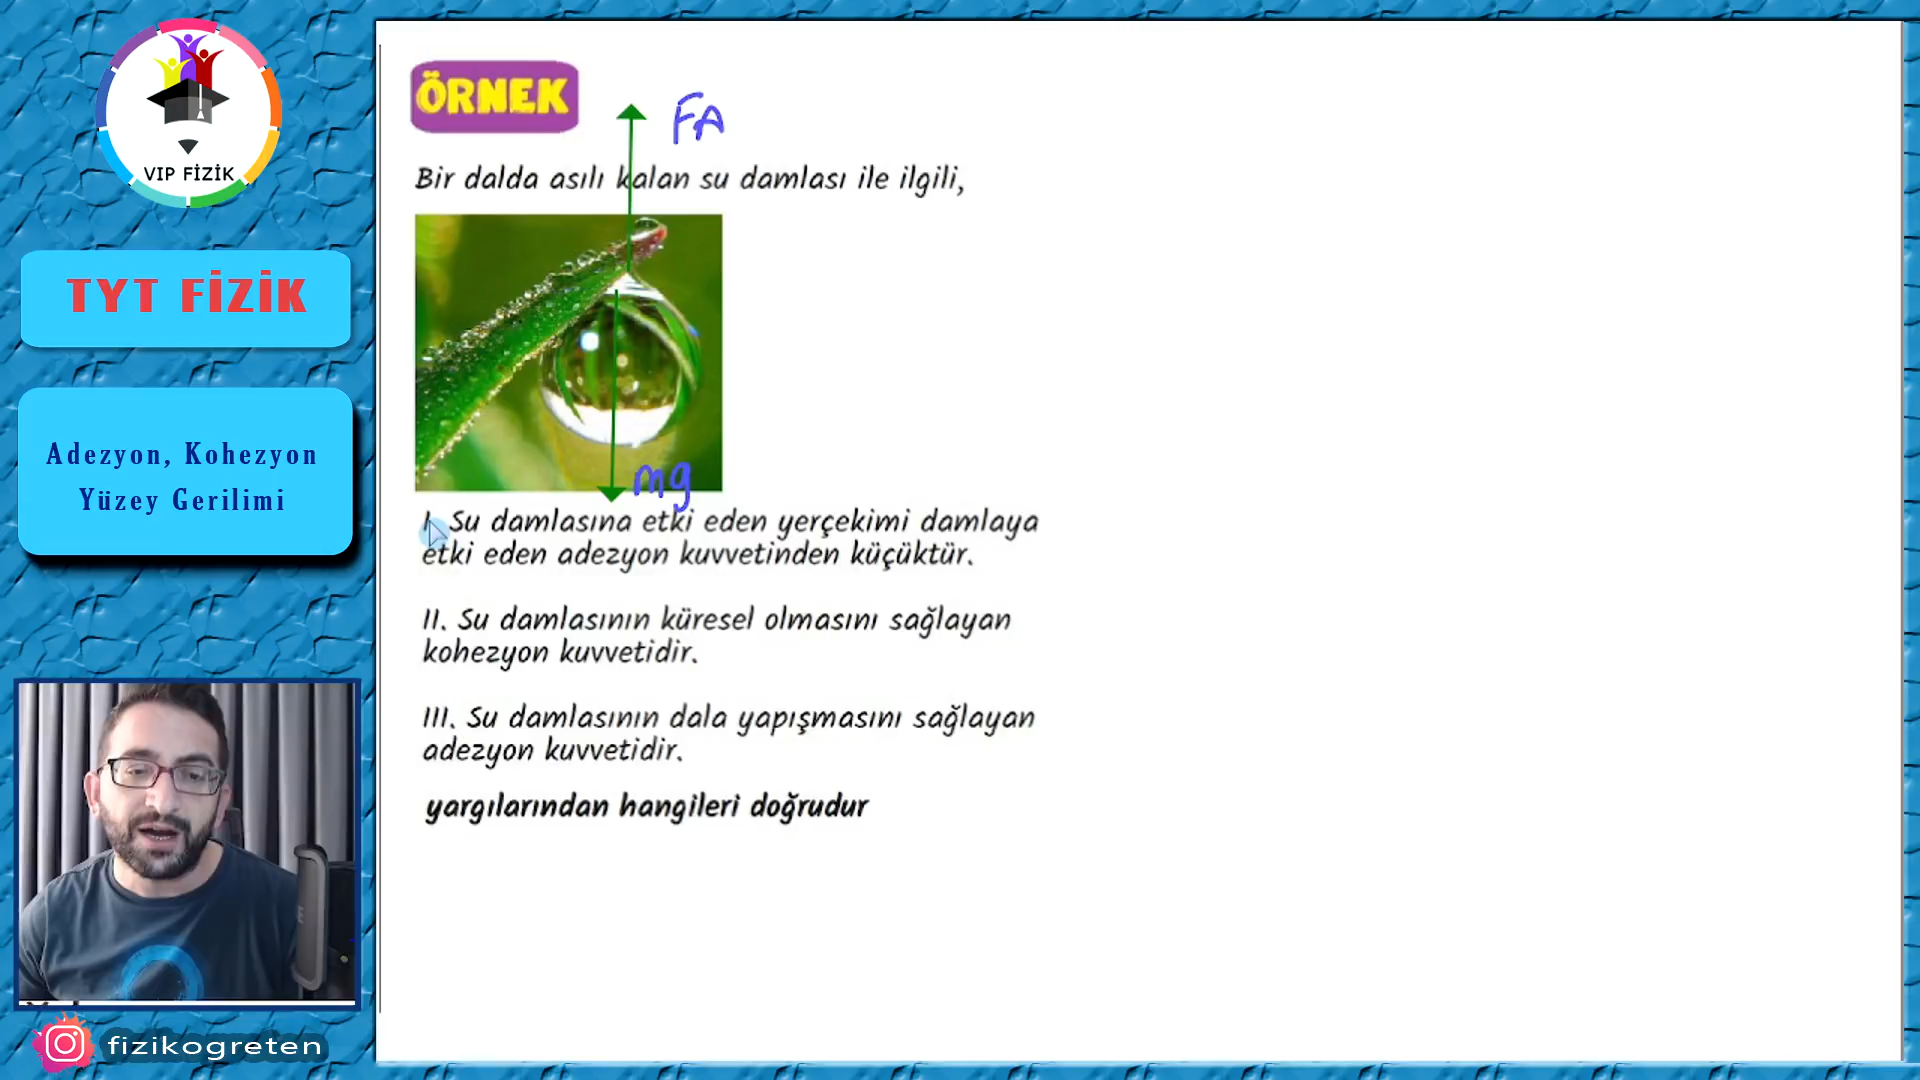 VIP FİZİK
TYT FİZİK
Adezyon, Kohezyon
Yüzey Gerilimi
fizikogreten
ÖRNEK
FA
Bir dalda asılı kalan su damlası ile ilgili,
mg
I. Su damlasına etki eden yerçekimi damlaya
etki eden adezyon kuvvetinden küçüktür.
II. Su damlasının küresel olmasını sağlayan
kohezyon kuvvetidir.
III. Su damlasının dala yapışmasını sağlayan
adezyon kuvvetidir.
yargılarından hangileri doğrudur